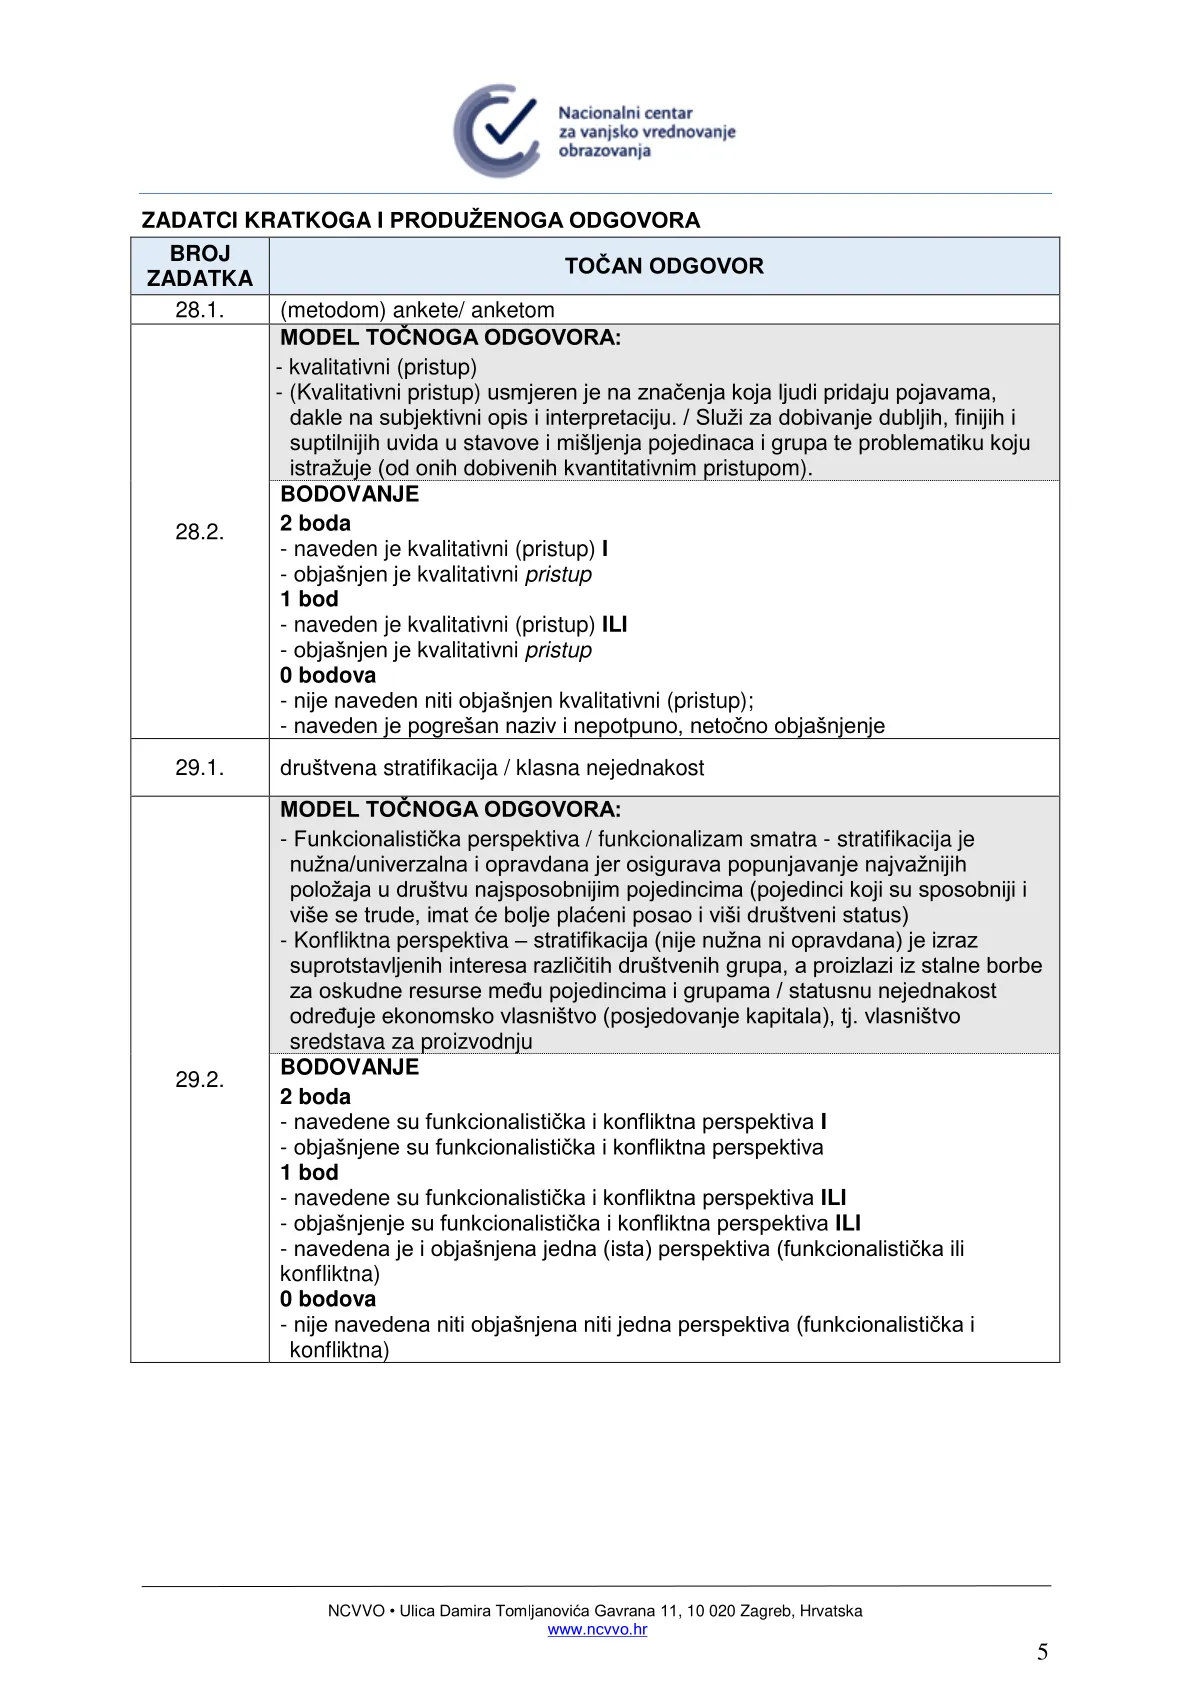 Nacionalni centar
za vanjsko vrednovanje
obrazovanja
ZADATCI KRATKOGA I PRODUŽENOGA ODGOVORA
BROJ
ZADATKA
TOČAN ODGOVOR
28.1.
(metodom) ankete/ anketom
28.2.
MODEL TOČNOGA ODGOVORA:
- kvalitativni (pristup)
- (Kvalitativni pristup) usmjeren je na značenja koja ljudi pridaju pojavama,
dakle na subjektivni opis i interpretaciju. / Služi za dobivanje dubljih, finijih i
suptilnijih uvida u stavove i mišljenja pojedinaca i grupa te problematiku koju
istražuje (od onih dobivenih kvantitativnim pristupom).
BODOVANJE
2 boda
- naveden je kvalitativni (pristup) I
- objašnjen je kvalitativni pristup
1 bod
- naveden je kvalitativni (pristup) ILI
- objašnjen je kvalitativni pristup
0 bodova
- nije naveden niti objašnjen kvalitativni (pristup);
- naveden je pogrešan naziv i nepotpuno, netočno objašnjenje
29.1.
društvena stratifikacija / klasna nejednakost
29.2.
MODEL TOČNOGA ODGOVORA:
- Funkcionalistička perspektiva / funkcionalizam smatra - stratifikacija je
nužna/univerzalna i opravdana jer osigurava popunjavanje najvažnijih
položaja u društvu najsposobnijim pojedincima (pojedinci koji su sposobniji i
više se trude, imat će bolje plaćeni posao i viši društveni status)
- Konfliktna perspektiva – stratifikacija (nije nužna ni opravdana) je izraz
suprotstavljenih interesa različitih društvenih grupa, a proizlazi iz stalne borbe
za oskudne resurse među pojedincima i grupama / statusnu nejednakost
određuje ekonomsko vlasništvo (posjedovanje kapitala), tj. vlasništvo
sredstava za proizvodnju
BODOVANJE
2 boda
- navedene su funkcionalistička i konfliktna perspektiva I
- objašnjene su funkcionalistička i konfliktna perspektiva
1 bod
- navedene su funkcionalistička i konfliktna perspektiva ILI
- objašnjenje su funkcionalistička i konfliktna perspektiva ILI
- navedena je i objašnjena jedna (ista) perspektiva (funkcionalistička ili
konfliktna)
0 bodova
- nije navedena niti objašnjena niti jedna perspektiva (funkcionalistička i
konfliktna)
NCVVO • Ulica Damira Tomljanovića Gavrana 11, 10 020 Zagreb, Hrvatska
www.ncvvo.hr
5